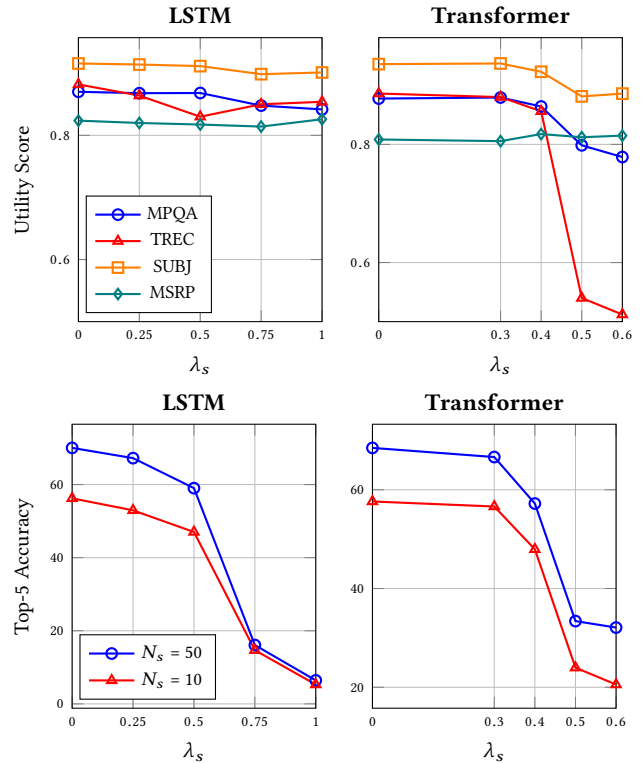 LSTM
Transformer
Utility Score
0.8
0.6
MPQA
TREC
SUBJ
MSRP
0 0.25 0.5 0.75 1
λs
0.8
0.6
0 0.3 0.4 0.5 0.6
λs
LSTM
Transformer
Top-5 Accuracy
60
40
20
0
Ns = 50
Ns = 10
0 0.25 0.5 0.75 1
λs
60
40
20
0 0.3 0.4 0.5 0.6
λs